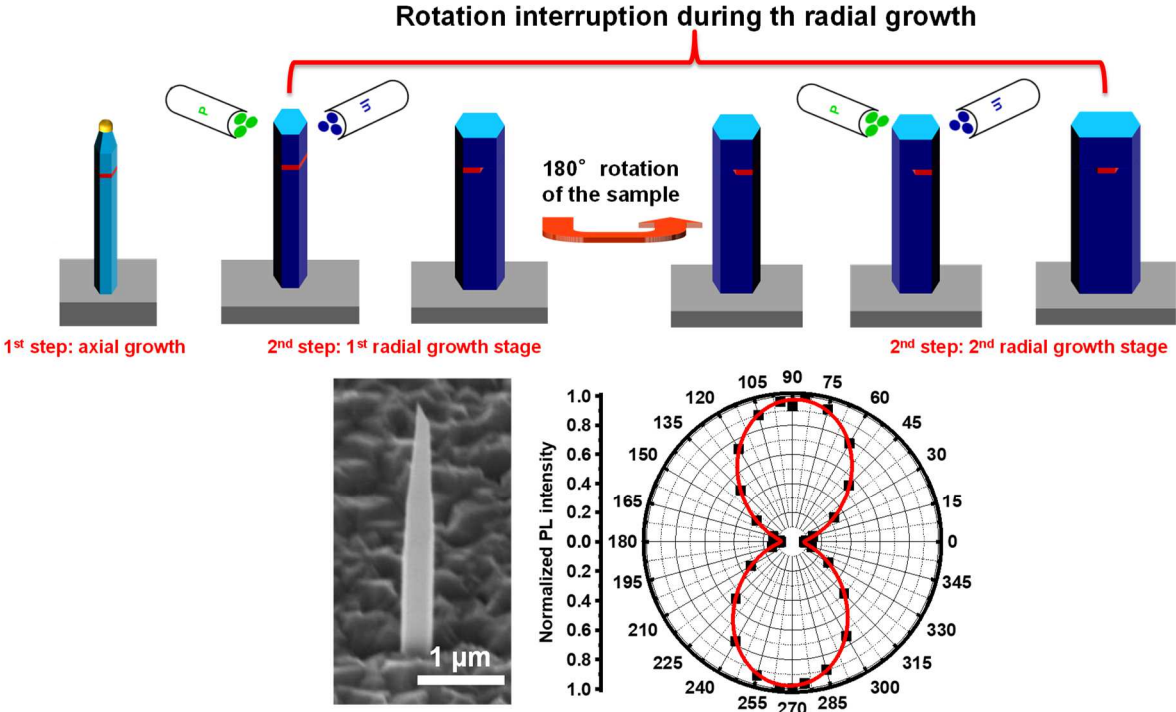 Rotation interruption during th radial growth
P
In
P
In
180° rotation
of the sample
1st step: axial growth
2nd step: 1st radial growth stage
2nd step: 2nd radial growth stage
1 µm
Normalized PL intensity
1.0
0.8
0.6
0.4
0.2
0.0
0.2
0.4
0.6
0.8
1.0
90
75
60
45
30
15
0
345
330
315
300
285
270
255
240
225
210
195
180
165
150
135
120
105